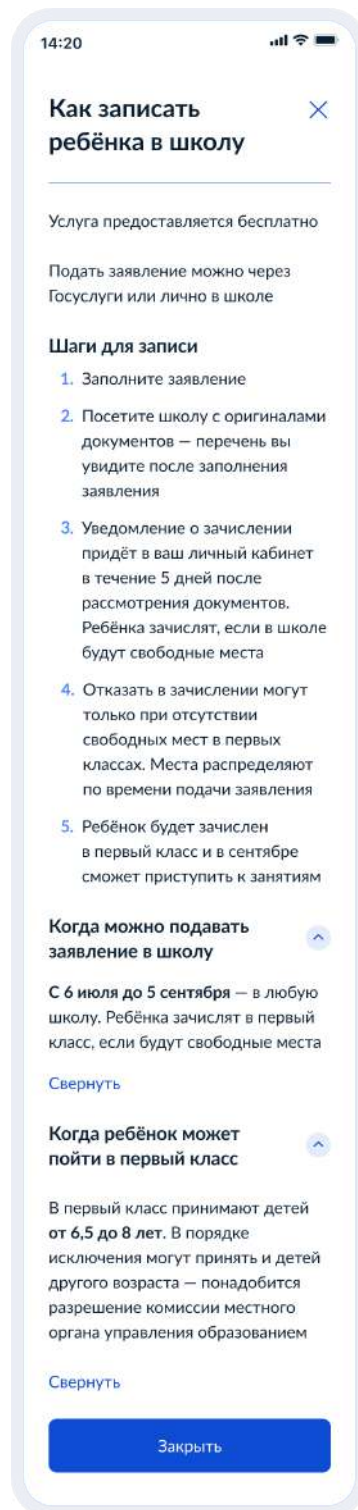 14:20
Как записать
ребёнка в школу
Услуга предоставляется бесплатно
Подать заявление можно через
Госуслуги или лично в школе
Шаги для записи
1. Заполните заявление
2. Посетите школу с оригиналами
документов — перечень вы
увидите после заполнения
заявления
3. Уведомление о зачислении
придёт в ваш личный кабинет
в течение 5 дней после
рассмотрения документов.
Ребёнка зачислят, если в школе
будут свободные места
4. Отказать в зачислении могут
только при отсутствии
свободных мест в первых
классах. Места распределяют
по времени подачи заявления
5. Ребёнок будет зачислен
в первый класс и в сентябре
сможет приступить к занятиям
Когда можно подавать
заявление в школу
С 6 июля до 5 сентября — в любую
школу. Ребёнка зачислят в первый
класс, если будут свободные места
Свернуть
Когда ребёнок может
пойти в первый класс
В первый класс принимают детей
от 6,5 до 8 лет. В порядке
исключения могут принять и детей
другого возраста — понадобится
разрешение комиссии местного
органа управления образованием
Свернуть
Закрыть